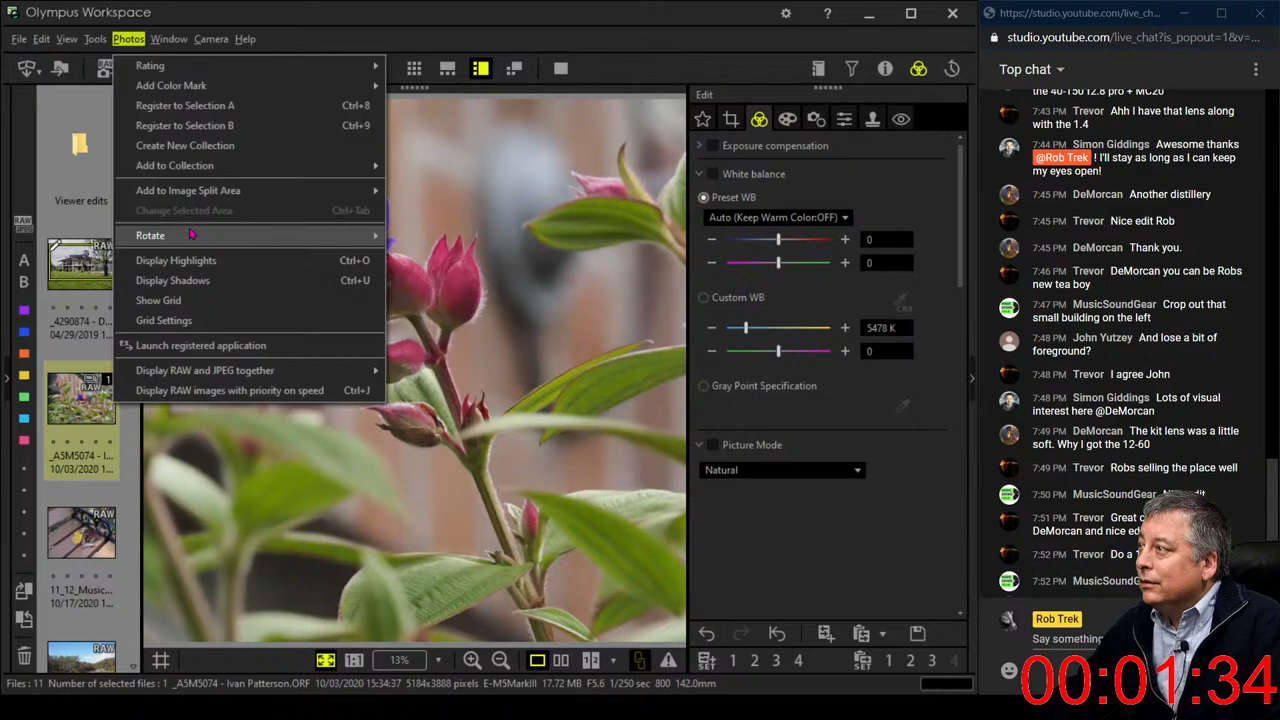 Olympus Workspace
File Edit View Tools Photos Window Camera Help
Rating
Add Color Mark
Register to Selection A Ctrl+8
Register to Selection B Ctrl+9
Create New Collection
Add to Collection
Add to Image Split Area
Change Selected Area Ctrl+Tab
Rotate
Display Highlights Ctrl+O
Display Shadows Ctrl+U
Show Grid
Grid Settings
EX Launch registered application
Display RAW and JPEG together
Display RAW images with priority on speed Ctrl+J
Viewer edits
RAW
JPEG
A
B
RAW
_4290874 - D...
04/29/2019 1...
1
_A5M5074 - I...
10/03/2020 1...
RAW
11_12_Music...
10/17/2020 1...
RAW
Edit
Exposure compensation
White balance
Preset WB
Auto (Keep Warm Color:OFF)
0
0
Custom WB
5478 K
0
Gray Point Specification
Picture Mode
Natural
1:1 13%
1 2 3 4 1 2 3 4
Files : 11 Number of selected files : 1 _A5M5074 - Ivan Patterson.ORF 10/03/2020 15:34:37 5184x3888 pixels E-M5MarkIII 17.72 MB F5.6 1/250 sec 800 142.0mm
https://studio.youtube.com/live_c...
studio.youtube.com/live_chat?is_popout=1&v=...
Top chat
the 40-150 f2.8 pro + MC20
7:43 PM Trevor Ahh I have that lens along
with the 1.4
7:44 PM Simon Giddings Awesome thanks
@Rob Trek ! I'll stay as long as I can keep
my eyes open!
7:45 PM DeMorcan Another distillery
7:45 PM Trevor Nice edit Rob
7:45 PM DeMorcan Thank you.
7:46 PM Trevor DeMorcan you can be Robs
new tea boy
7:47 PM MusicSoundGear Crop out that
small building on the left
7:48 PM John Yutzey And lose a bit of
foreground?
7:48 PM Trevor I agree John
7:48 PM Simon Giddings Lots of visual
interest here @DeMorcan
7:49 PM DeMorcan The kit lens was a little
soft. Why I got the 12-60
7:49 PM Trevor Robs selling the place well
7:50 PM MusicSoundGear
7:51 PM Trevor Great
DeMorcan and nice
7:52 PM Trevor Do a
7:52 PM
Rob Trek
Say something
00:01:34